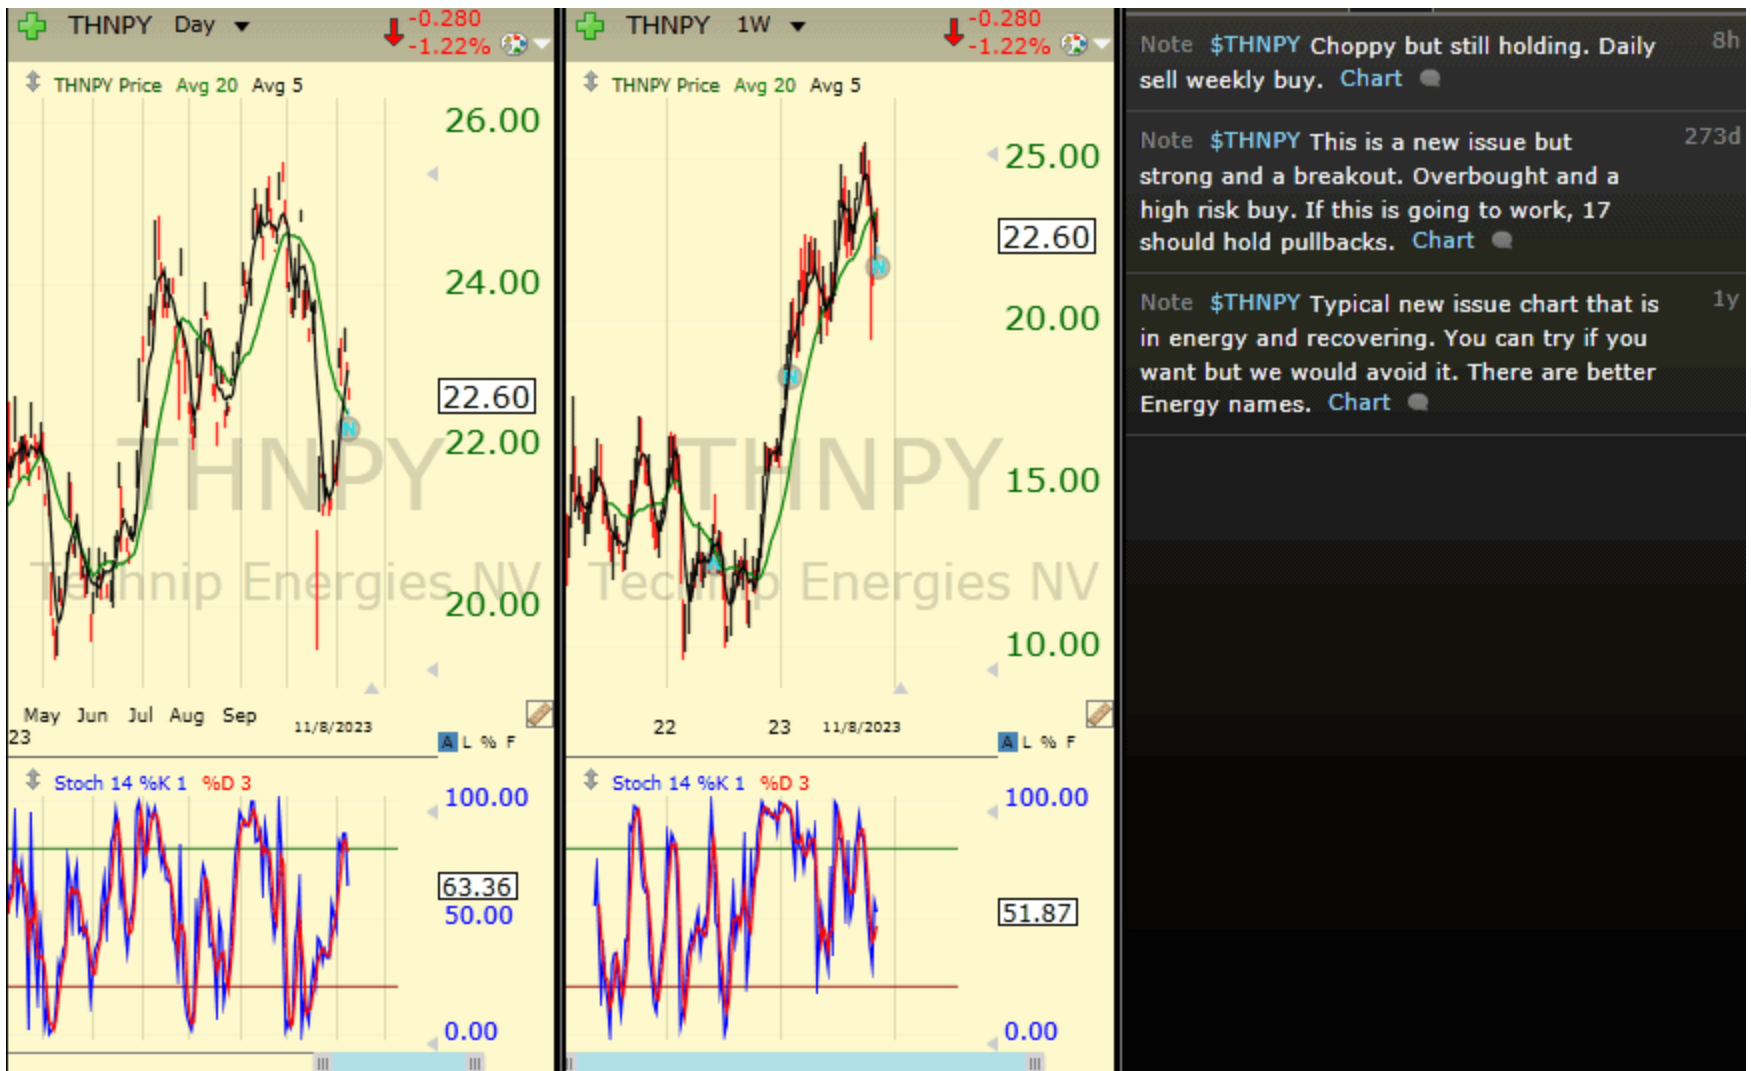 THNPY Day
-0.280
-1.22%
THNPY Price Avg 20 Avg 5
26.00
24.00
22.60
22.00
20.00
THNPY
Technip Energies NV
May Jun Jul Aug Sep
23
11/8/2023
A L % F
Stoch 14 %K 1 %D 3
100.00
63.36
50.00
0.00
N
THNPY 1W
-0.280
-1.22%
THNPY Price Avg 20 Avg 5
25.00
22.60
20.00
15.00
10.00
THNPY
Technip Energies NV
N
N
22 23 11/8/2023
A L % F
Stoch 14 %K 1 %D 3
100.00
51.87
0.00
Note $THNPY Choppy but still holding. Daily 8h
sell weekly buy. Chart
Note $THNPY This is a new issue but 273d
strong and a breakout. Overbought and a
high risk buy. If this is going to work, 17
should hold pullbacks. Chart
Note $THNPY Typical new issue chart that is 1y
in energy and recovering. You can try if you
want but we would avoid it. There are better
Energy names. Chart